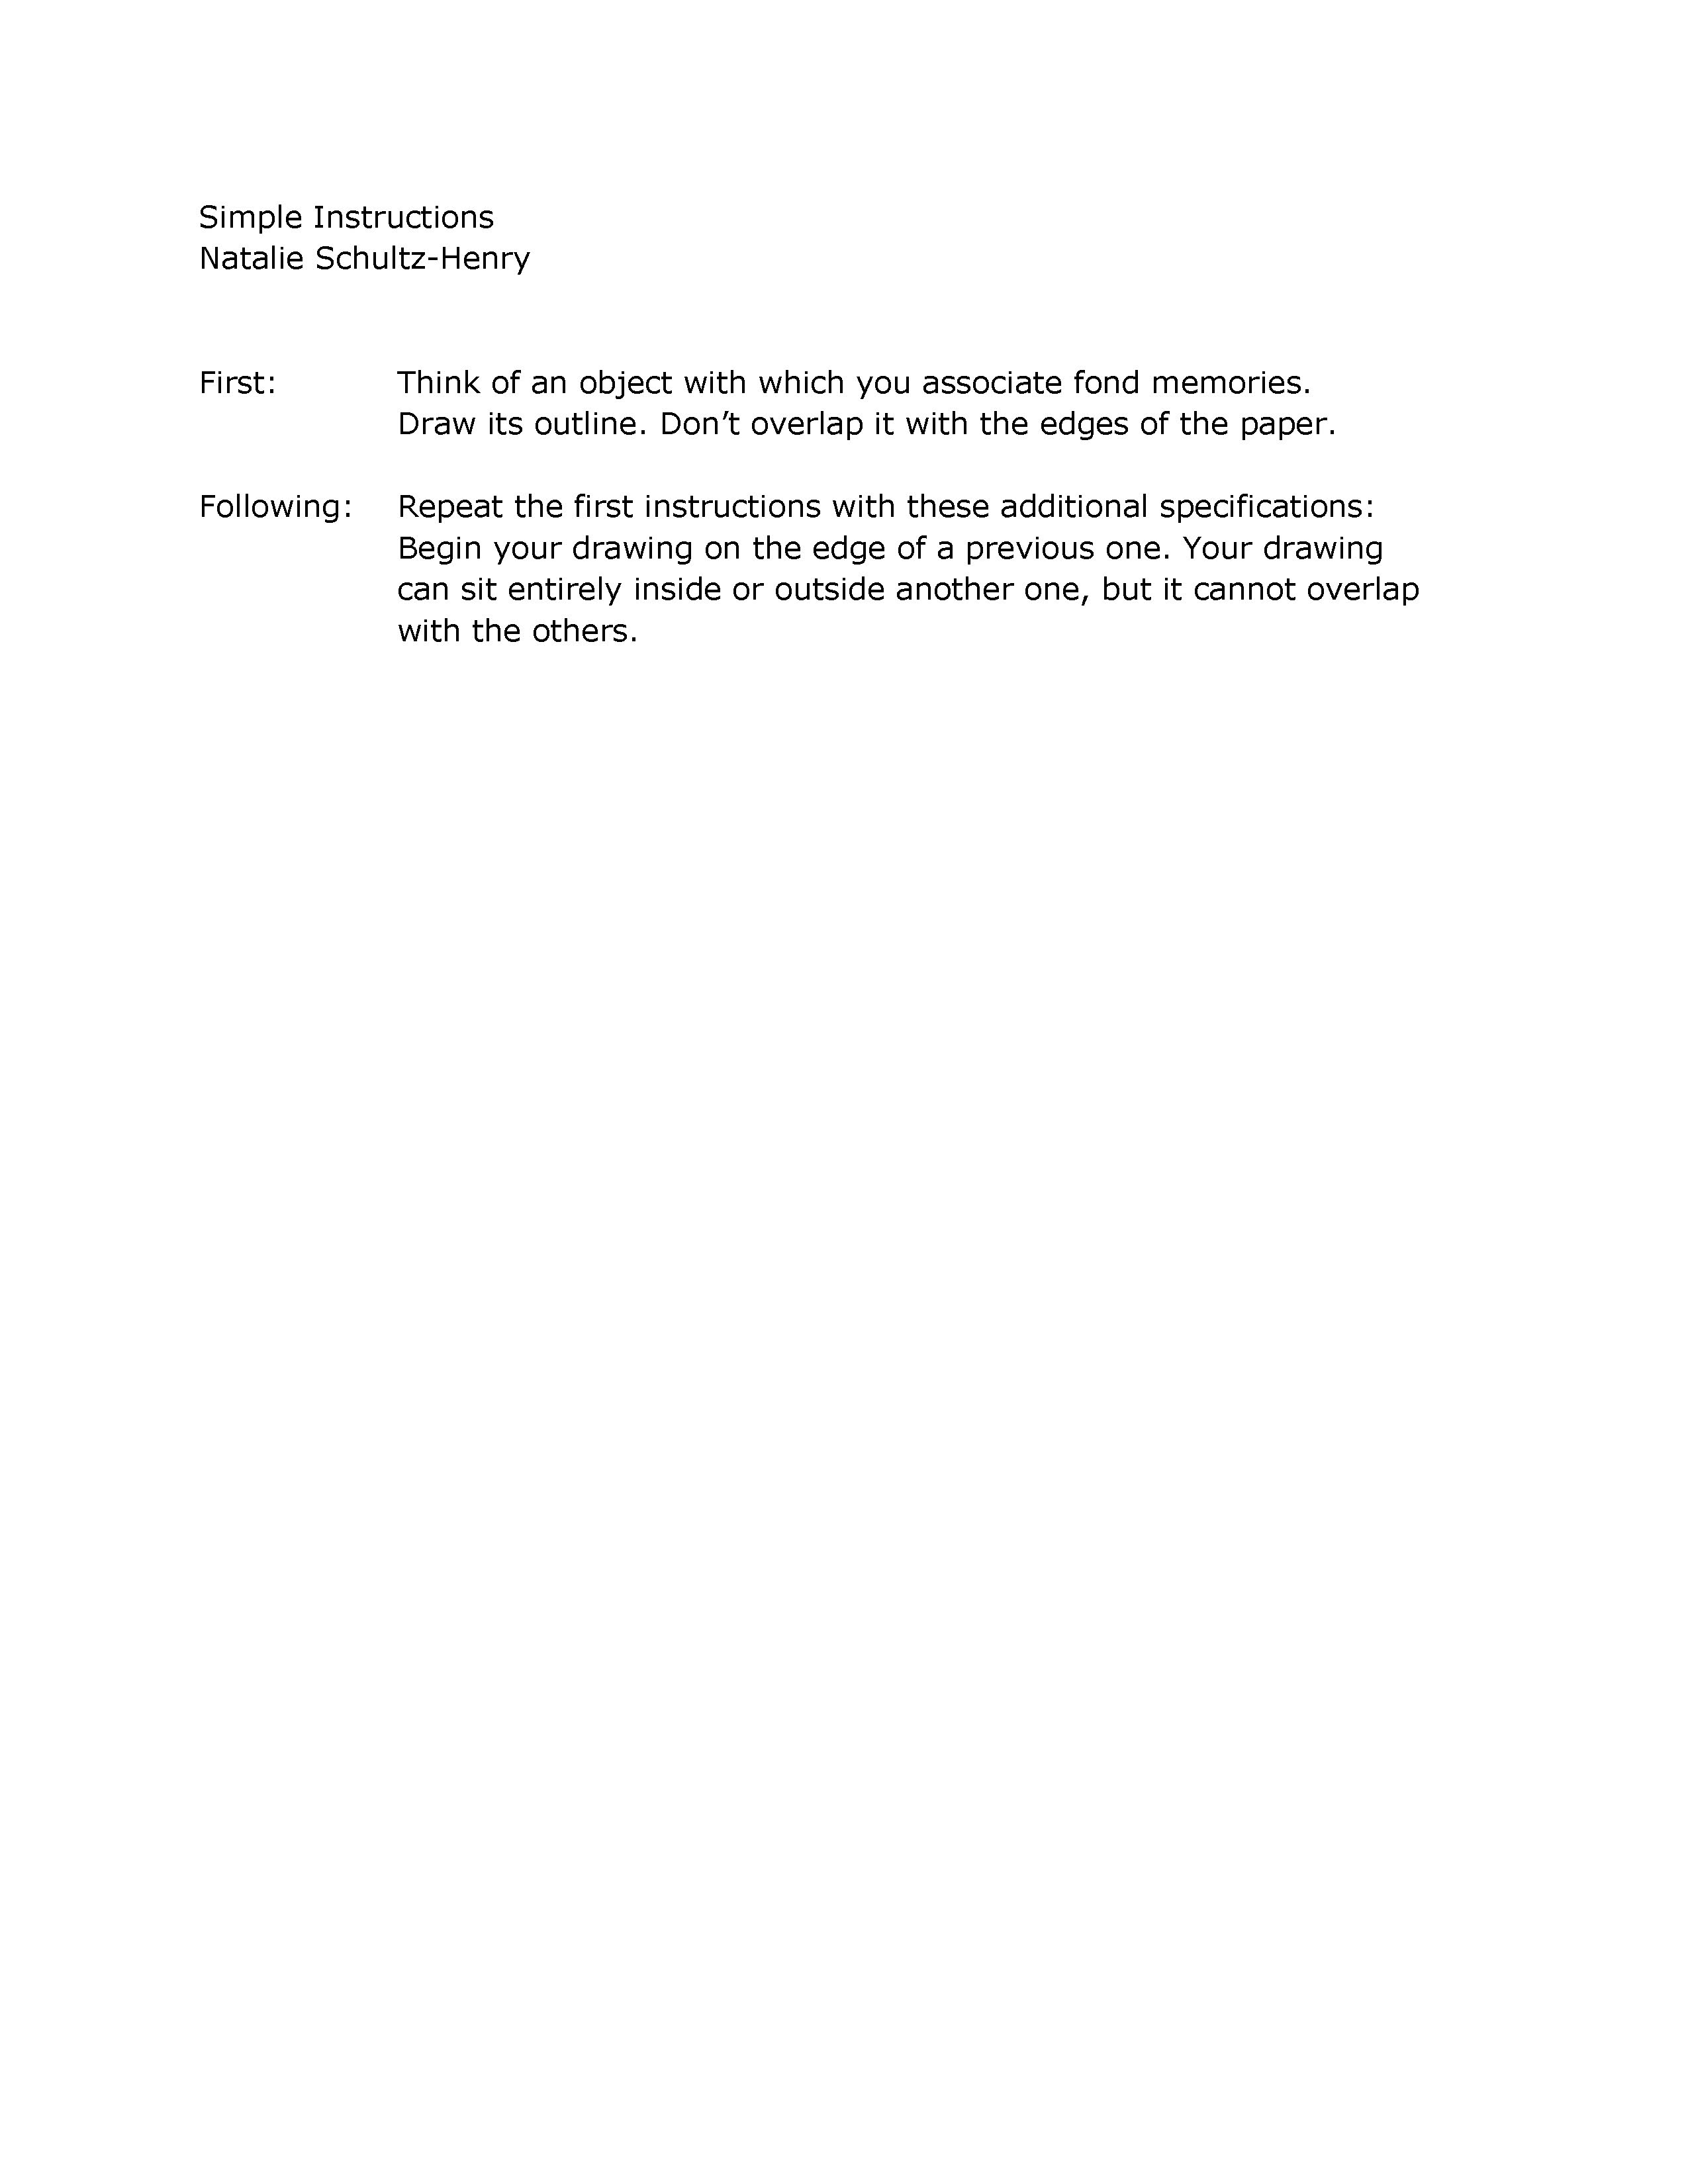 Simple Instructions
Natalie Schultz-Henry
First: Think of an object with which you associate fond memories.
Draw its outline. Don’t overlap it with the edges of the paper.
Following: Repeat the first instructions with these additional specifications:
Begin your drawing on the edge of a previous one. Your drawing
can sit entirely inside or outside another one, but it cannot overlap
with the others.